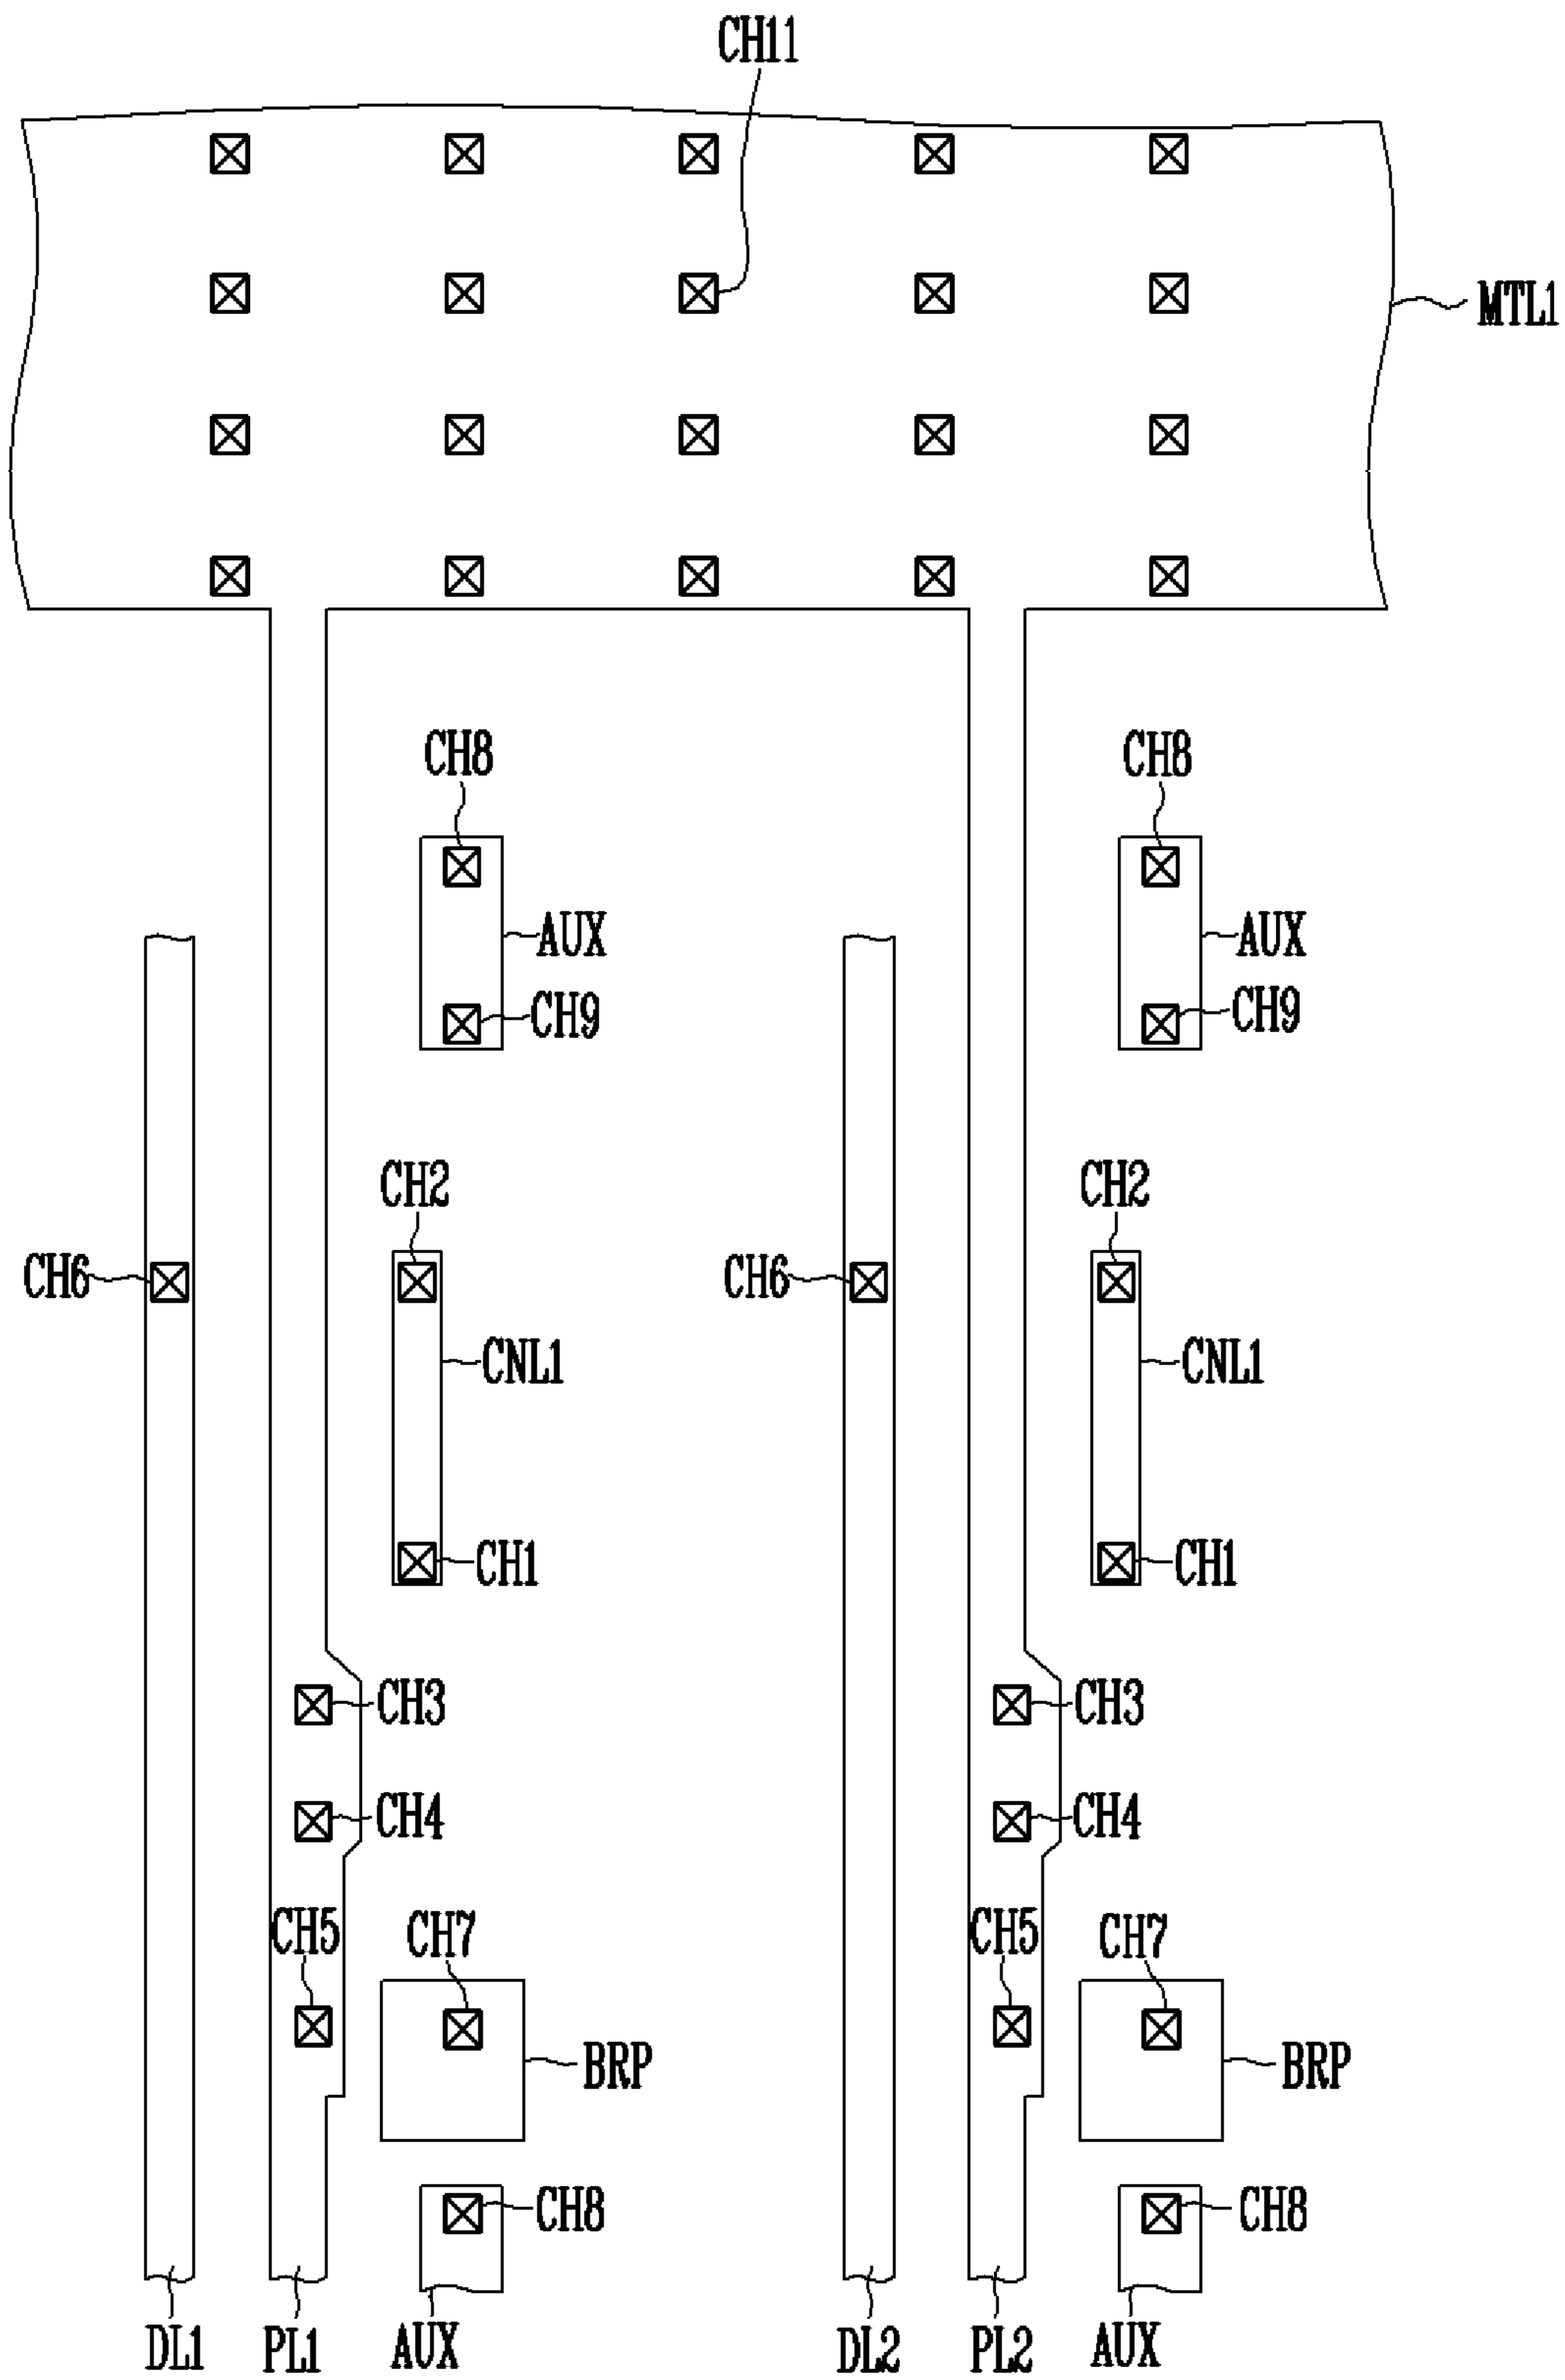 CH11
MTL1
CH8 CH8
AUX AUX
CH9 CH9
CH2 CH2
CH6 CH6
CNL1 CNL1
CH1 CH1
CH3 CH3
CH4 CH4
CH5 CH7 CH5 CH7
BRP BRP
CH8 CH8
DL1 PL1 AUX DL2 PL2 AUX